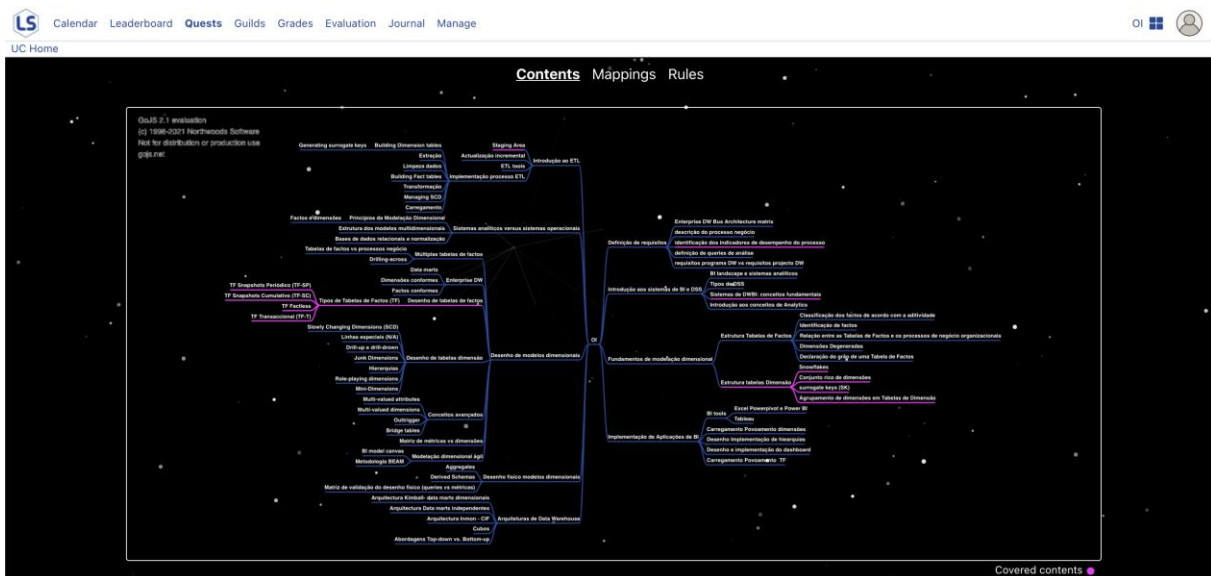 LS Calendar Leaderboard Quests Guilds Grades Evaluation Journal Manage OI
UC Home
Contents Mappings Rules
GoJS 2.1 evaluation
(c) 1998-2021 Northwoods Software
Not for distribution or production use
gojs.net
Generating surrogate keys Building Dimension tables
Extração
Limpeza dados
Building Fact tables
Transformação
Managing SCD
Carregamento
Implementação processo ETL
Staging Area
Actualização incremental
ETL tools
Introdução ao ETL
Factos e dimensões Princípios da Modelação Dimensional
Estrutura dos modelos multidimensionais
Bases de dados relacionais e normalização
Sistemas analíticos versus sistemas operacionais
Tabelas de factos vs processos negócio
Drilling-across
Múltiplas tabelas de factos
Data marts
Dimensões conformes
Factos conformes
Enterprise DW
TF Snapshots Periódico (TF-SP)
TF Snapshots Cumulativo (TF-SC)
TF Factless
TF Transaccional (TF-T)
Tipos de Tabelas de Factos (TF) Desenho de tabelas de factos
Slowly Changing Dimensions (SCD)
Linhas especiais (N/A)
Drill-up e drill-drown
Junk Dimensions
Hierarquias
Role-playing dimensions
Mini-Dimensions
Desenho de tabelas dimensão
Multi-valued attributes
Multi-valued dimensions
Outtrigger
Bridge tables
Conceitos avançados
Matriz de métricas vs dimensões
BI model canvas
Metodologia BEAM
Modelação dimensional ágil
Desenho de modelos dimensionais
Aggregates
Derived Schemas
Matriz de validação do desenho físico (queries vs métricas)
Desenho físico modelos dimensionais
Arquitectura Kimball- data marts dimensionais
Arquitectura Data marts independentes
Arquitectura Inmon - CIF
Cubos
Abordagens Top-down vs. Bottom-up
Arquiteturas de Data Warehouse
OI
Definição de requisitos
Enterprise DW Bus Architecture matrix
descrição do processo negócio
identificação dos indicadores de desempenho do processo
definição de queries de análise
requisitos programa DW vs requisitos projecto DW
Introdução aos sistemas de BI e DSS
BI landscape e sistemas analíticos
Tipos de DSS
Sistemas de DWBI: conceitos fundamentais
Introdução aos conceitos de Analytics
Fundamentos de modelação dimensional
Estrutura Tabelas de Factos
Classificação dos factos de acordo com a aditividade
Identificação de factos
Relação entre as Tabelas de Factos e os processos de negócio organizacionais
Dimensões Degeneradas
Declaração do grão de uma Tabela de Factos
Estrutura tabelas Dimensão
Snowflakes
Conjunto rico de dimensões
surrogate keys (SK)
Agrupamento de dimensões em Tabelas de Dimensão
Implementação de Aplicações de BI
BI tools
Excel Powerpivot e Power BI
Tableau
Carregamento Povoamento dimensões
Desenho Implementação de hiearquias
Desenho e implementação do dashboard
Carregamento Povoamento TF
Covered contents